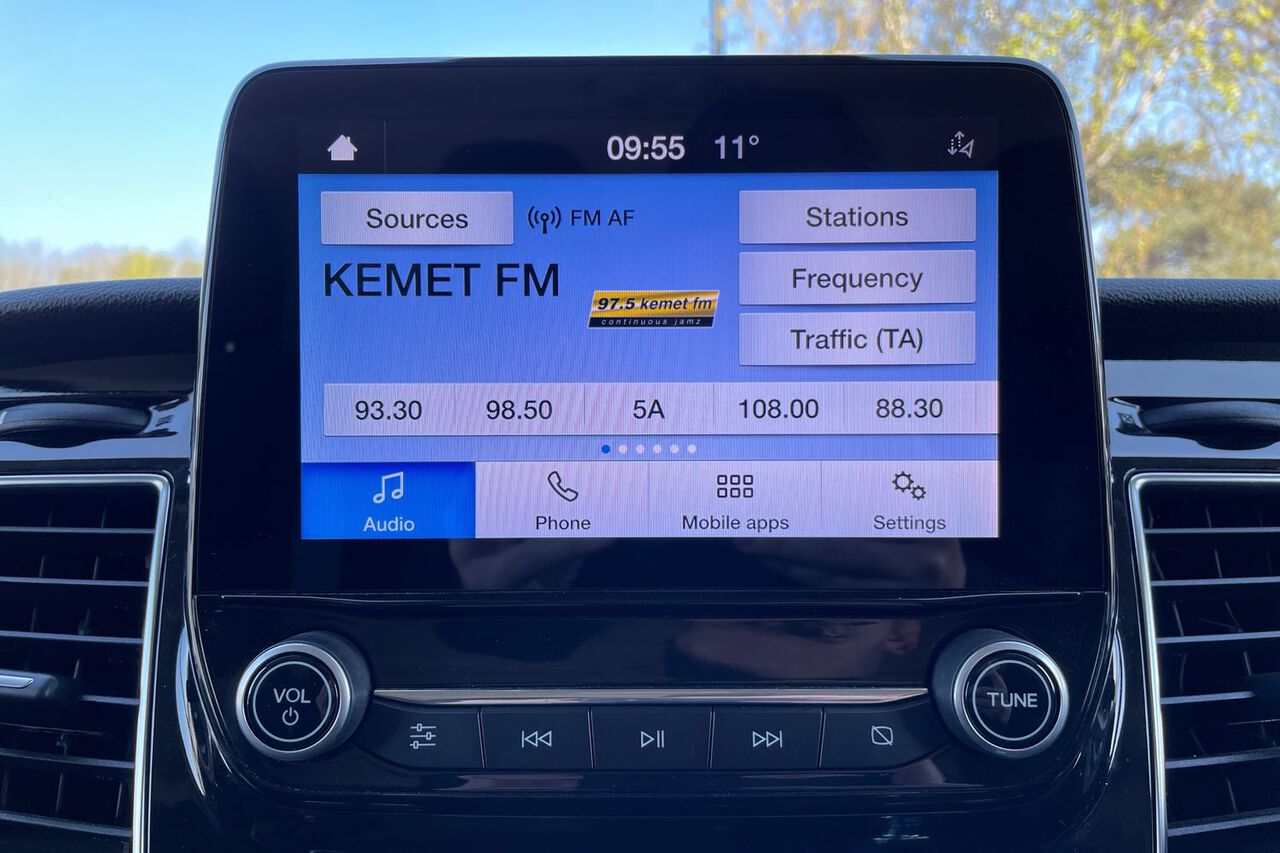 09:55 11°
Sources
FM AF
Stations
KEMET FM
Frequency
97.5 kemet fm
continuous jamz
Traffic (TA)
93.30 98.50 5A 108.00 88.30
Audio Phone Mobile apps Settings
VOL
TUNE